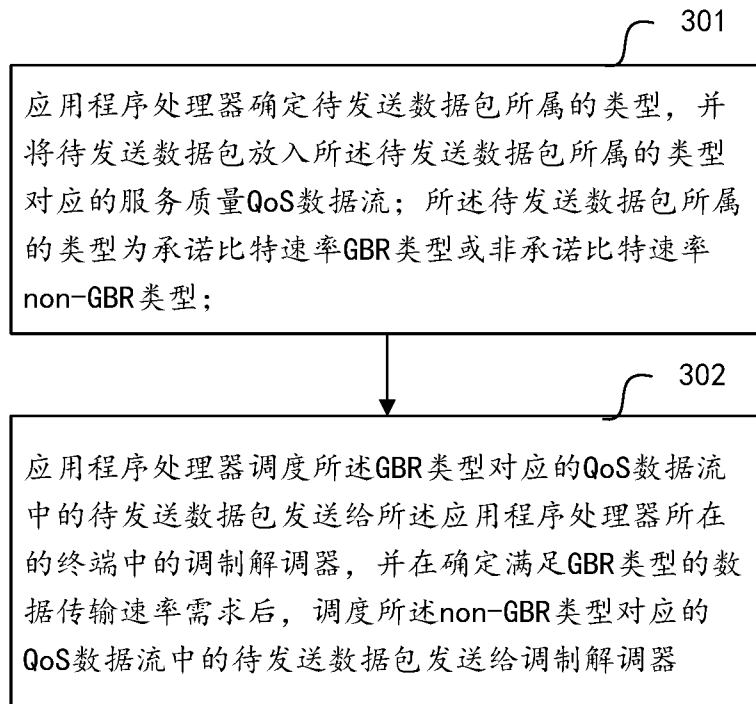 301
应用程序处理器确定待发送数据包所属的类型，并
将待发送数据包放入所述待发送数据包所属的类型
对应的服务质量QoS数据流；所述待发送数据包所属
的类型为承诺比特速率GBR类型或非承诺比特速率
non-GBR类型；
302
应用程序处理器调度所述GBR类型对应的QoS数据流
中的待发送数据包发送给所述应用程序处理器所在
的终端中的调制解调器，并在确定满足GBR类型的数
据传输速率需求后，调度所述non-GBR类型对应的
QoS数据流中的待发送数据包发送给调制解调器